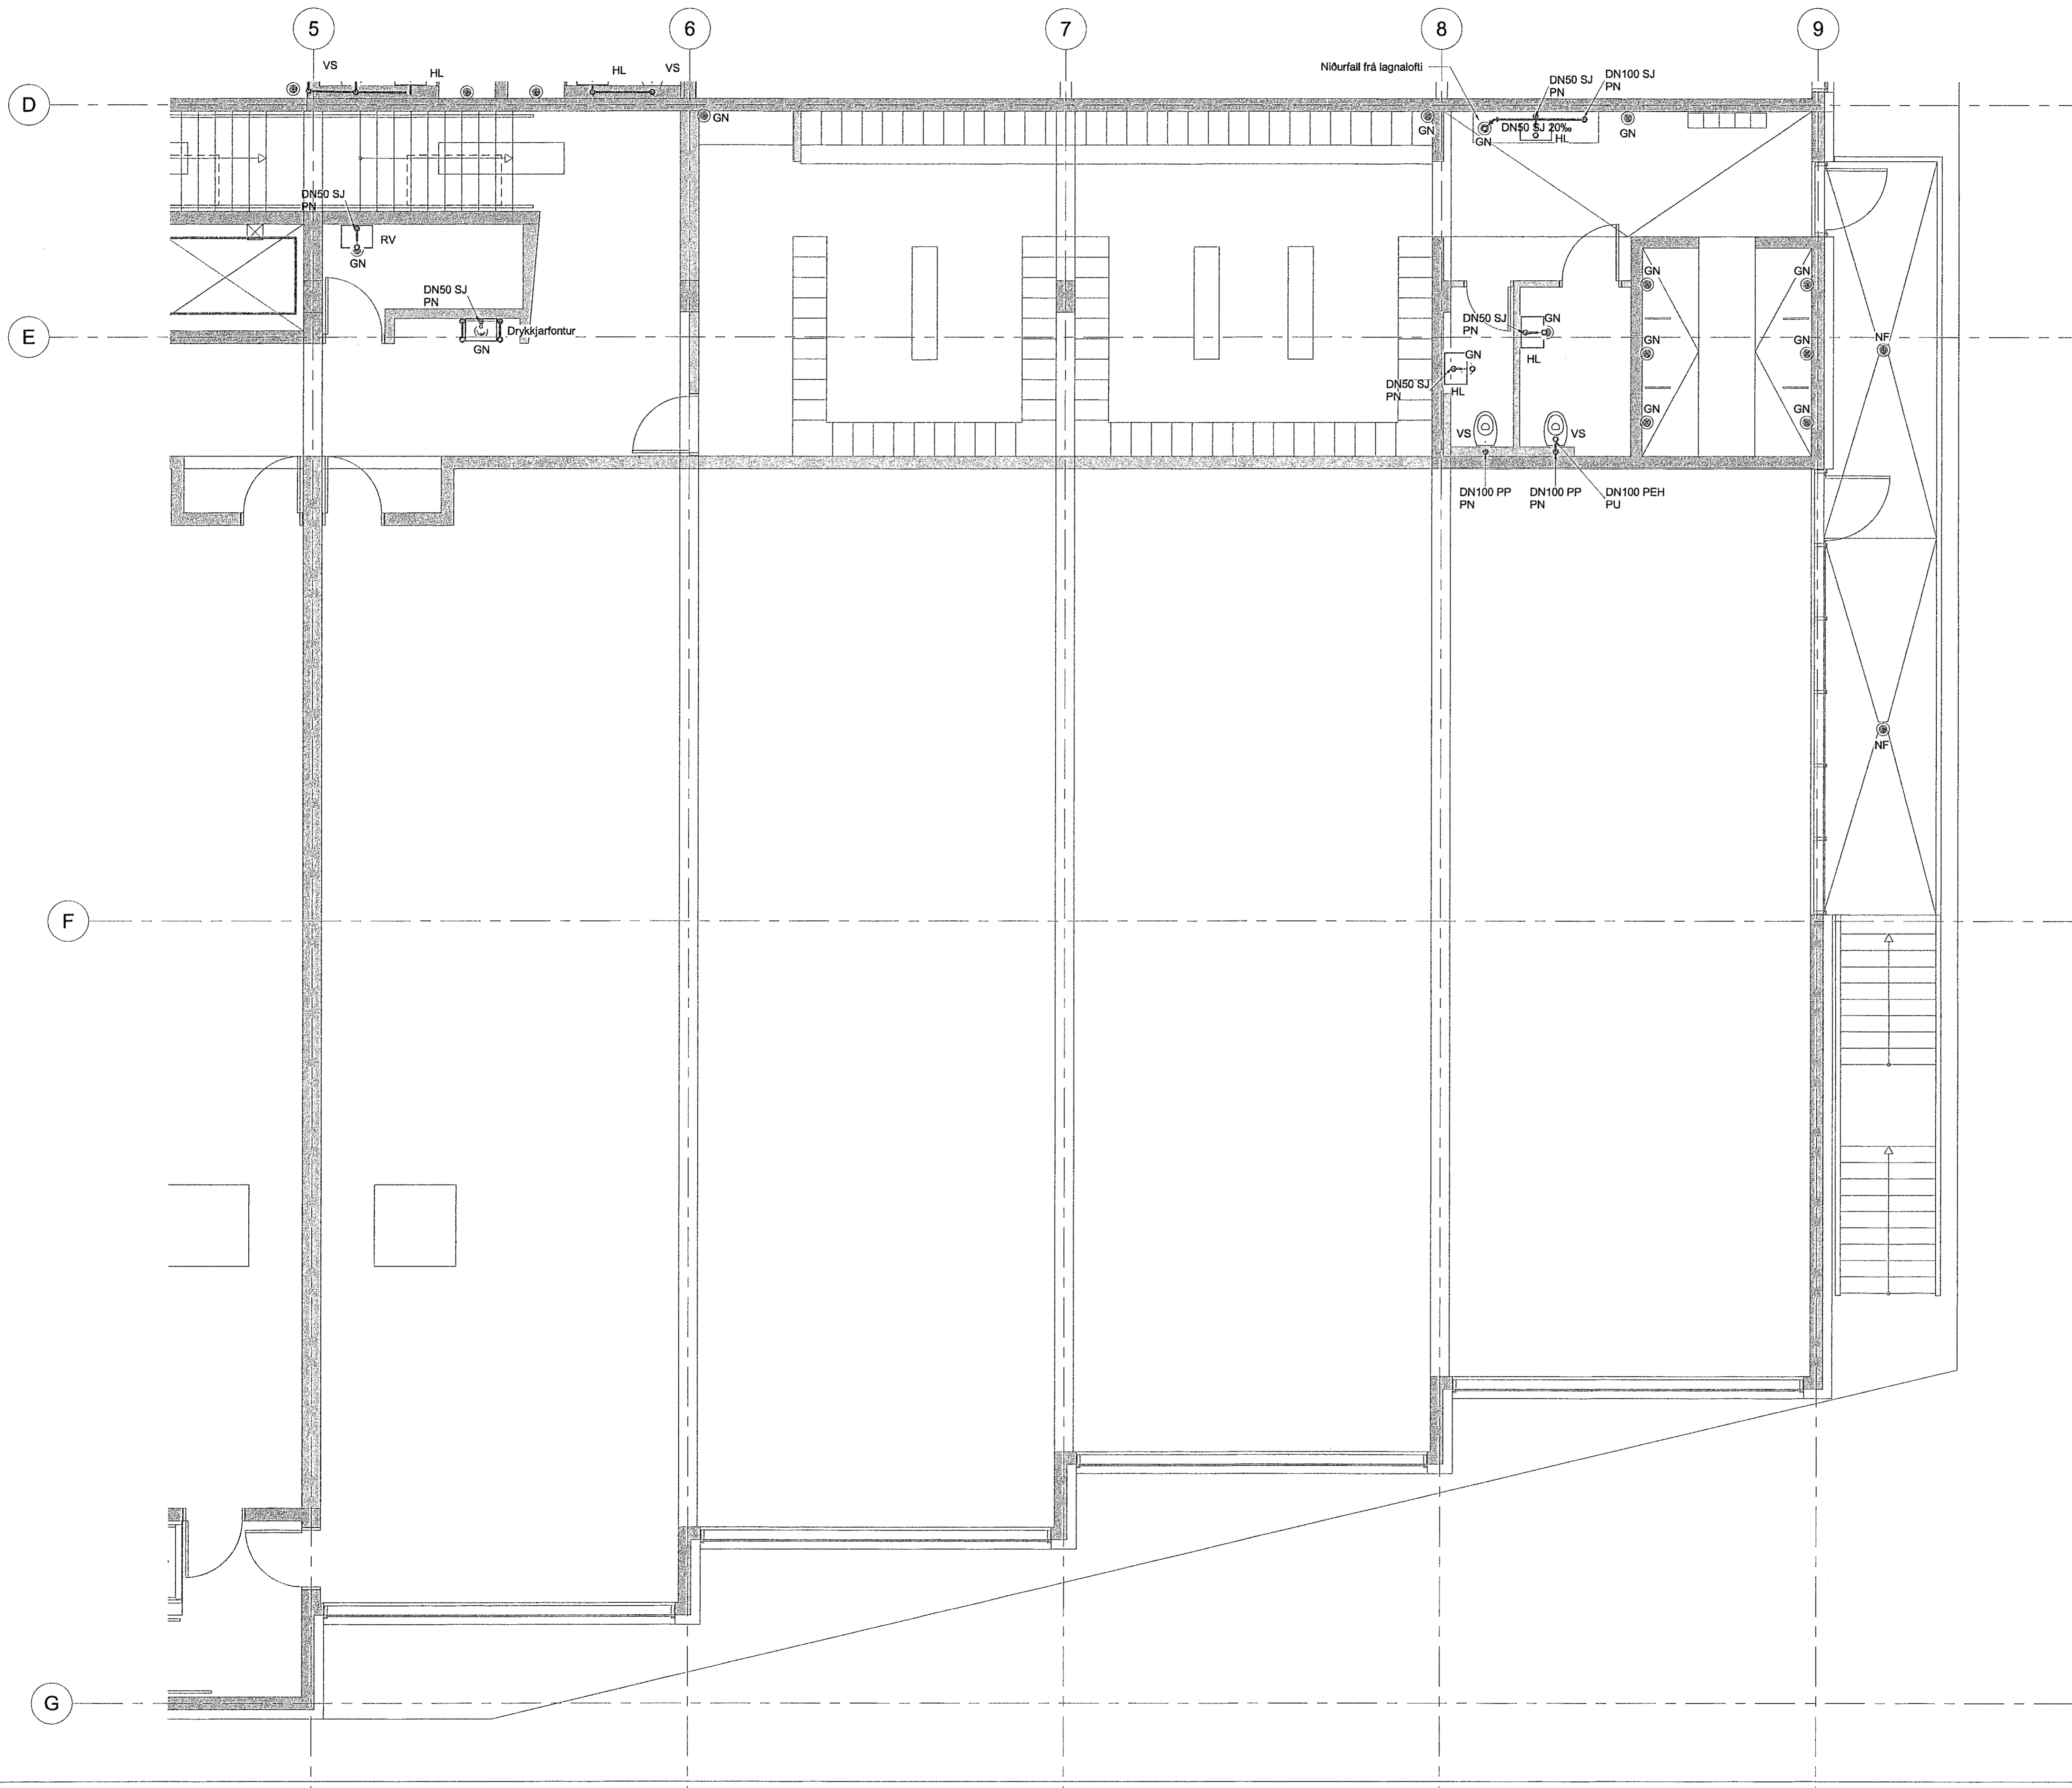 5
6
7
8
9
VS
HL
HL
VS
Niðurfall frá lagnalofti
DN50 SJ
PN
DN100 SJ
PN
D
GN
GN
GN
DN50 SJ 20‰
HL
GN
DN50 SJ
PN
RV
GN
DN50 SJ
PN
Drykkjarfontur
GN
E
DN50 SJ
PN
GN
HL
GN
DN50 SJ
PN
HL
VS
VS
GN
GN
GN
GN
GN
GN
NF
DN100 PP
PN
DN100 PP
PN
DN100 PEH
PU
NF
F
G